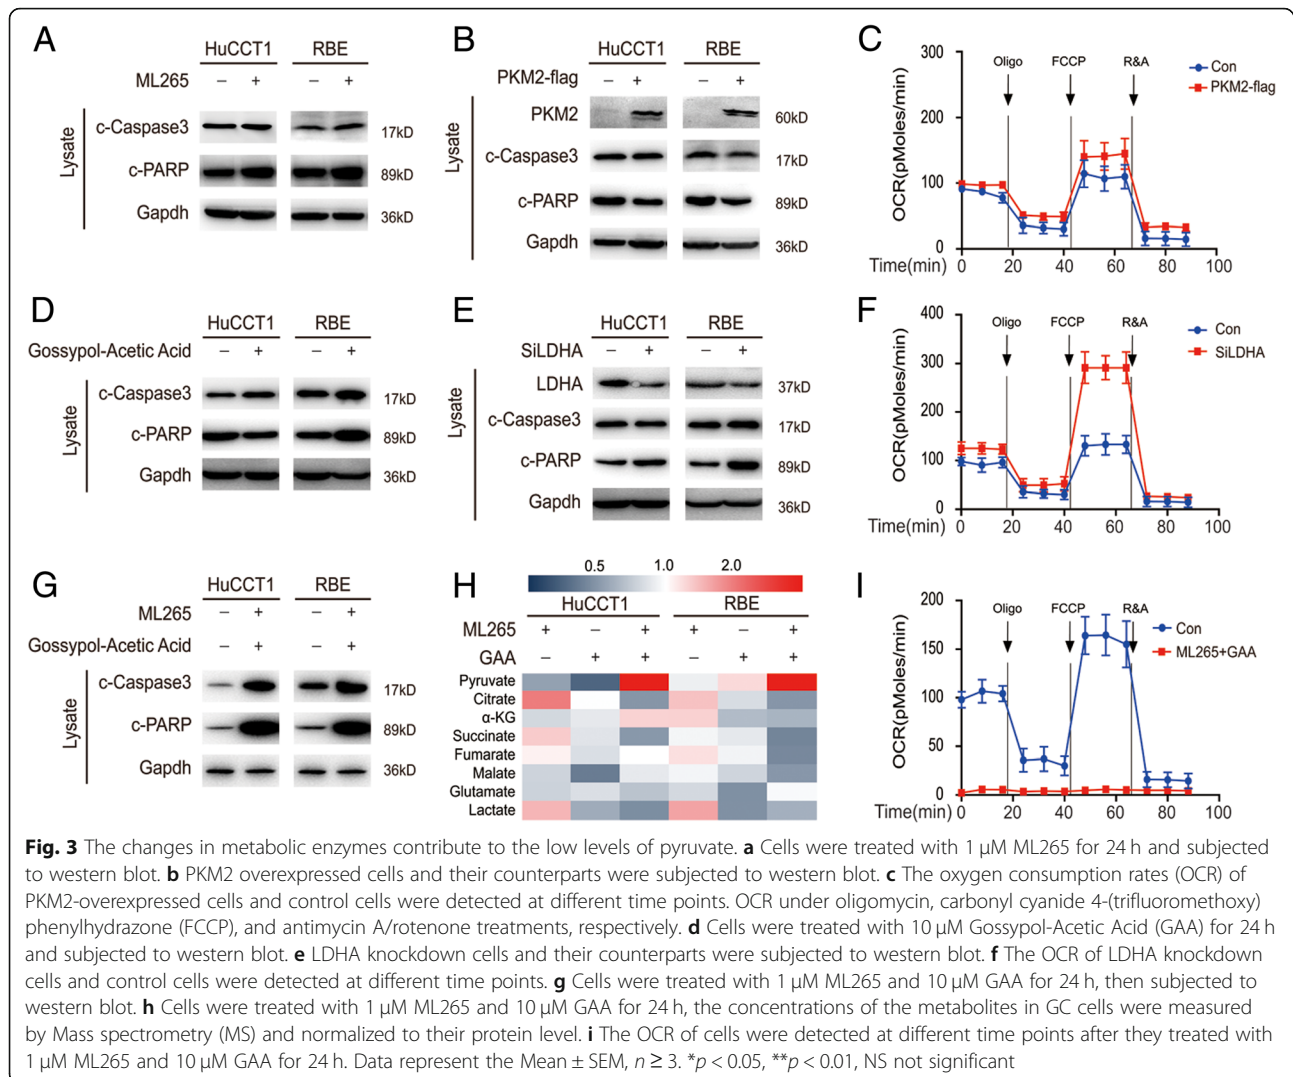 A
HuCCT1 RBE
ML265 – + – +
Lysate
c-Caspase3 17kD
c-PARP 89kD
Gapdh 36kD
B
HuCCT1 RBE
PKM2-flag – + – +
Lysate
PKM2 60kD
c-Caspase3 17kD
c-PARP 89kD
Gapdh 36kD
C
OCR(pMoles/min)
300
200
100
0
Oligo FCCP R&A
Con
PKM2-flag
Time(min) 0 20 40 60 80 100
D
HuCCT1 RBE
Gossypol-Acetic Acid – + – +
Lysate
c-Caspase3 17kD
c-PARP 89kD
Gapdh 36kD
E
HuCCT1 RBE
SiLDHA – + – +
Lysate
LDHA 37kD
c-Caspase3 17kD
c-PARP 89kD
Gapdh 36kD
F
OCR(pMoles/min)
400
300
200
100
0
Oligo FCCP R&A
Con
SiLDHA
Time(min) 0 20 40 60 80 100
G
HuCCT1 RBE
ML265 – + – +
Gossypol-Acetic Acid – + – +
Lysate
c-Caspase3 17kD
c-PARP 89kD
Gapdh 36kD
H
0.5 1.0 2.0
HuCCT1 RBE
ML265 + – + + – +
GAA – + + – + +
Pyruvate
Citrate
α-KG
Succinate
Fumarate
Malate
Glutamate
Lactate
I
OCR(pMoles/min)
200
150
100
50
0
Oligo FCCP R&A
Con
ML265+GAA
Time(min) 0 20 40 60 80 100
Fig. 3 The changes in metabolic enzymes contribute to the low levels of pyruvate. a Cells were treated with 1 μM ML265 for 24 h and subjected
to western blot. b PKM2 overexpressed cells and their counterparts were subjected to western blot. c The oxygen consumption rates (OCR) of
PKM2-overexpressed cells and control cells were detected at different time points. OCR under oligomycin, carbonyl cyanide 4-(trifluoromethoxy)
phenylhydrazone (FCCP), and antimycin A/rotenone treatments, respectively. d Cells were treated with 10 μM Gossypol-Acetic Acid (GAA) for 24 h
and subjected to western blot. e LDHA knockdown cells and their counterparts were subjected to western blot. f The OCR of LDHA knockdown
cells and control cells were detected at different time points. g Cells were treated with 1 μM ML265 and 10 μM GAA for 24 h, then subjected to
western blot. h Cells were treated with 1 μM ML265 and 10 μM GAA for 24 h, the concentrations of the metabolites in GC cells were measured
by Mass spectrometry (MS) and normalized to their protein level. i The OCR of cells were detected at different time points after they treated with
1 μM ML265 and 10 μM GAA for 24 h. Data represent the Mean ± SEM, n ≥ 3. *p < 0.05, **p < 0.01, NS not significant